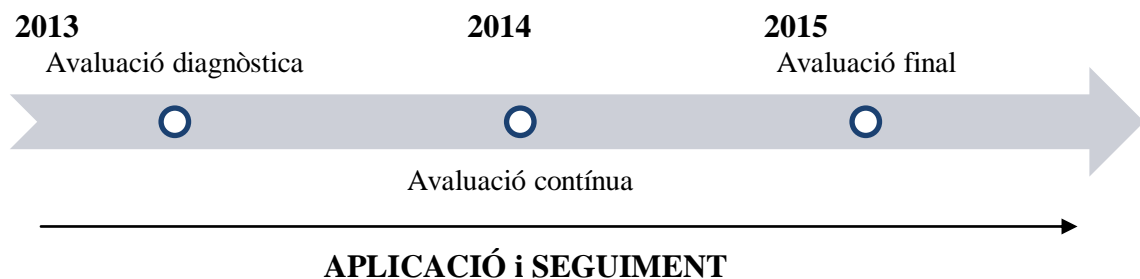 2013
Avaluació diagnòstica
2014
2015
Avaluació final
Avaluació contínua
APLICACIÓ i SEGUIMENT